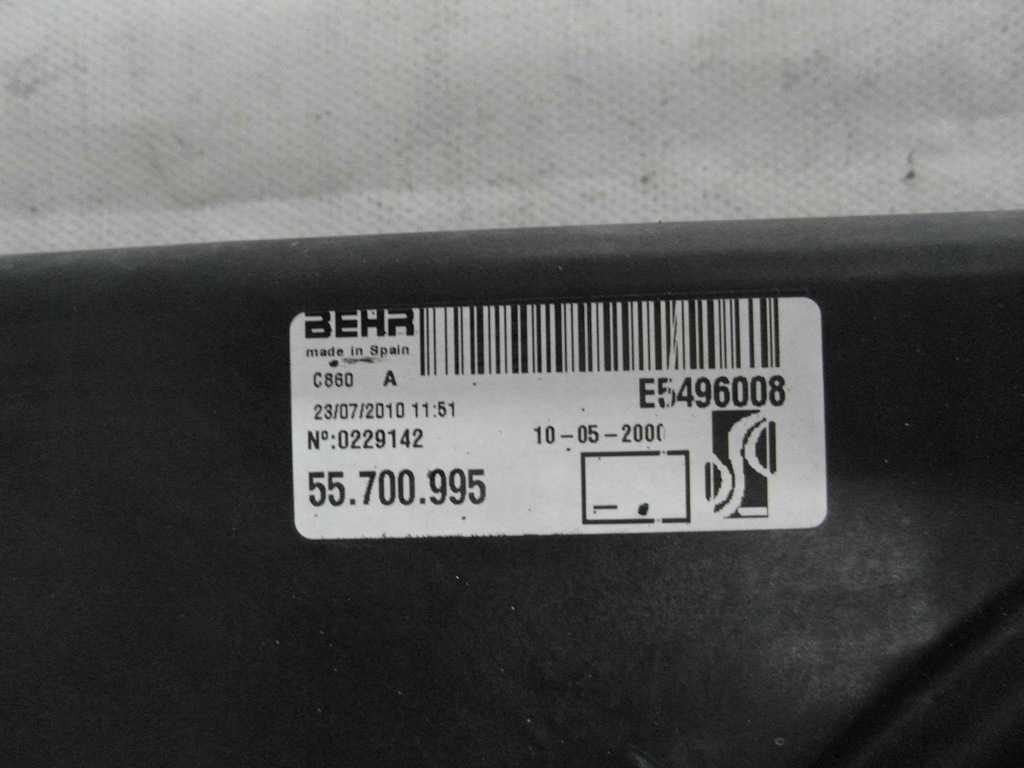 BEHR
made in Spain
C860 A
E5496008
23/07/2010 11:51
Nº:0229142
10-05-2000
55.700.995